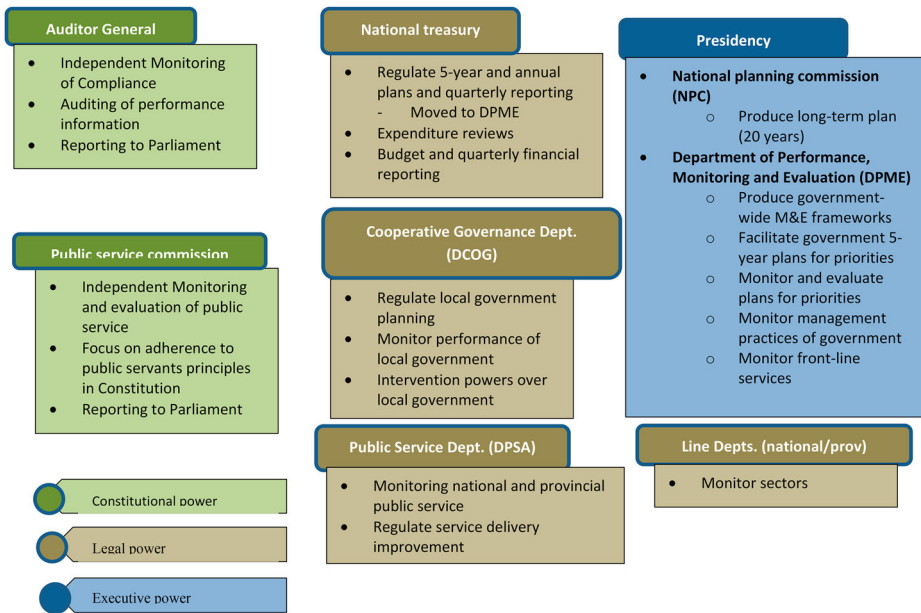 Auditor General
• Independent Monitoring
of Compliance
• Auditing of performance
information
• Reporting to Parliament
Public service commission
• Independent Monitoring
and evaluation of public
service
• Focus on adherence to
public servants principles
in Constitution
• Reporting to Parliament
Constitutional power
Legal power
Executive power
National treasury
• Regulate 5-year and annual
plans and quarterly reporting
- Moved to DPME
• Expenditure reviews
• Budget and quarterly financial
reporting
Cooperative Governance Dept.
(DCOG)
• Regulate local government
planning
• Monitor performance of
local government
• Intervention powers over
local government
Public Service Dept. (DPSA)
• Monitoring national and provincial
public service
• Regulate service delivery
improvement
Presidency
• National planning commission
(NPC)
o Produce long-term plan
(20 years)
• Department of Performance,
Monitoring and Evaluation (DPME)
o Produce government-
wide M&E frameworks
o Facilitate government 5-
year plans for priorities
o Monitor and evaluate
plans for priorities
o Monitor management
practices of government
o Monitor front-line
services
Line Depts. (national/prov)
• Monitor sectors